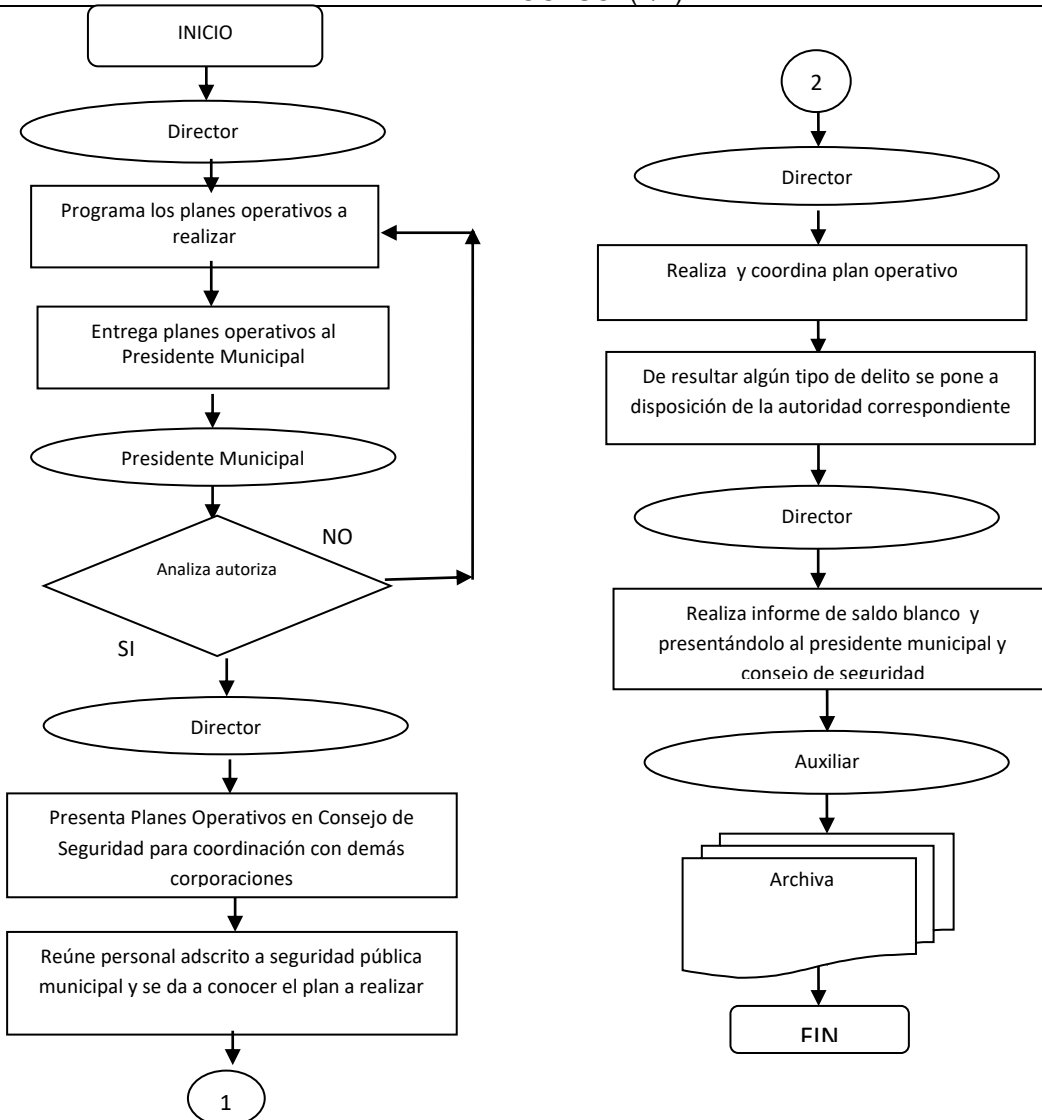 INICIO
Director
Programa los planes operativos a
realizar
Entrega planes operativos al
Presidente Municipal
Presidente Municipal
NO
Analiza autoriza
SI
Director
Presenta Planes Operativos en Consejo de
Seguridad para coordinación con demás
corporaciones
Reúne personal adscrito a seguridad pública
municipal y se da a conocer el plan a realizar
1
2
Director
Realiza y coordina plan operativo
De resultar algún tipo de delito se pone a
disposición de la autoridad correspondiente
Director
Realiza informe de saldo blanco y
presentándolo al presidente municipal y
consejo de seguridad
Auxiliar
Archiva
FIN